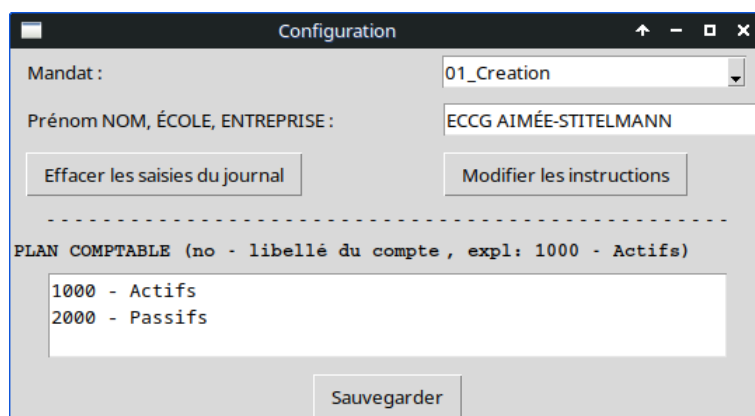 Configuration
Mandat :
01_Creation
Prénom NOM, ÉCOLE, ENTREPRISE :
ECCG AIMÉE-STITELMANN
Effacer les saisies du journal
Modifier les instructions
- - - - - - - - - - - - - - - - - - - - - - - - - - - - - - - - - - - - - - - - - - - - - - - - -
PLAN COMPTABLE (no - libellé du compte , expl: 1000 - Actifs)
1000 - Actifs
2000 - Passifs
Sauvegarder